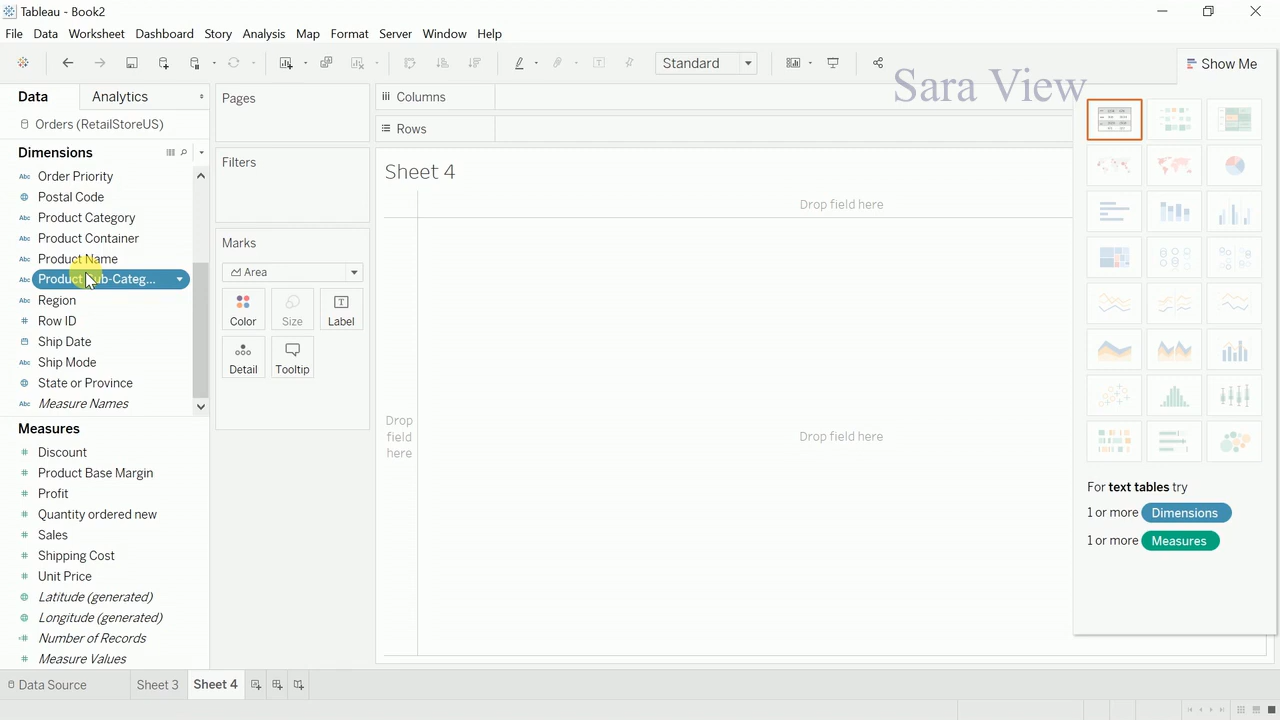 Tableau - Book2
File Data Worksheet Dashboard Story Analysis Map Format Server Window Help
Standard
Show Me
Sara View
Data Analytics
Pages
Columns
Orders (RetailStoreUS)
Rows
Dimensions
Filters
Sheet 4
Order Priority
Postal Code
Product Category
Product Container
Product Name
Product Sub-Categ...
Region
Row ID
Ship Date
Ship Mode
State or Province
Measure Names
Marks
Area
Color Size Label
Detail Tooltip
Drop field here
Drop field here
Drop
field
here
Measures
Discount
Product Base Margin
Profit
Quantity ordered new
Sales
Shipping Cost
Unit Price
Latitude (generated)
Longitude (generated)
Number of Records
Measure Values
For text tables try
1 or more Dimensions
1 or more Measures
Data Source Sheet 3 Sheet 4